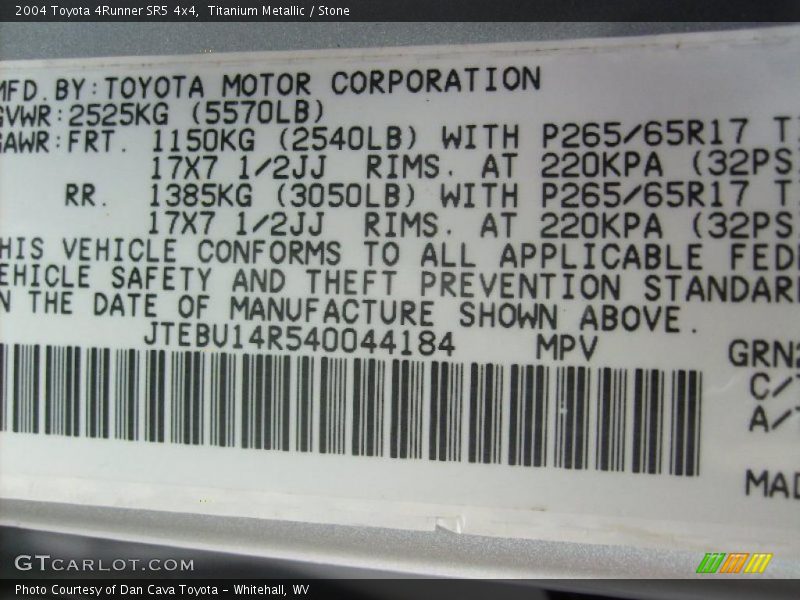 2004 Toyota 4Runner SR5 4x4, Titanium Metallic / Stone
MFD.BY:TOYOTA MOTOR CORPORATION
GVWR:2525KG (5570LB)
GAWR:FRT. 1150KG (2540LB) WITH P265/65R17
17X7 1/2JJ RIMS. AT 220KPA (32PS
RR. 1385KG (3050LB) WITH P265/65R17
17X7 1/2JJ RIMS. AT 220KPA (32PS
HIS VEHICLE CONFORMS TO ALL APPLICABLE FEDE
EHICLE SAFETY AND THEFT PREVENTION STANDAR
N THE DATE OF MANUFACTURE SHOWN ABOVE.
JTEBU14R540044184 MPV
GRN2
C/T
A/T
MAD
GTCARLOT.COM
Photo Courtesy of Dan Cava Toyota - Whitehall, WV